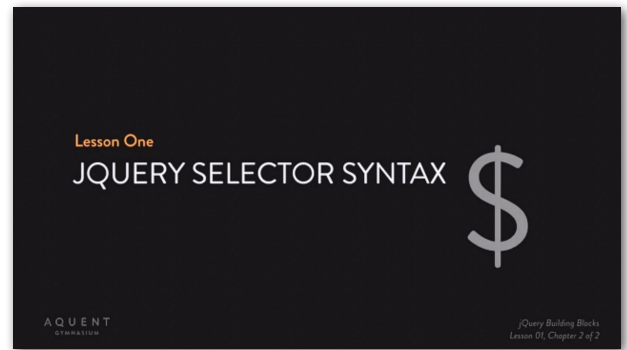 Lesson One
JQUERY SELECTOR SYNTAX
$
AQUENT
GYMNASIUM
jQuery Building Blocks
Lesson 01, Chapter 2 of 2